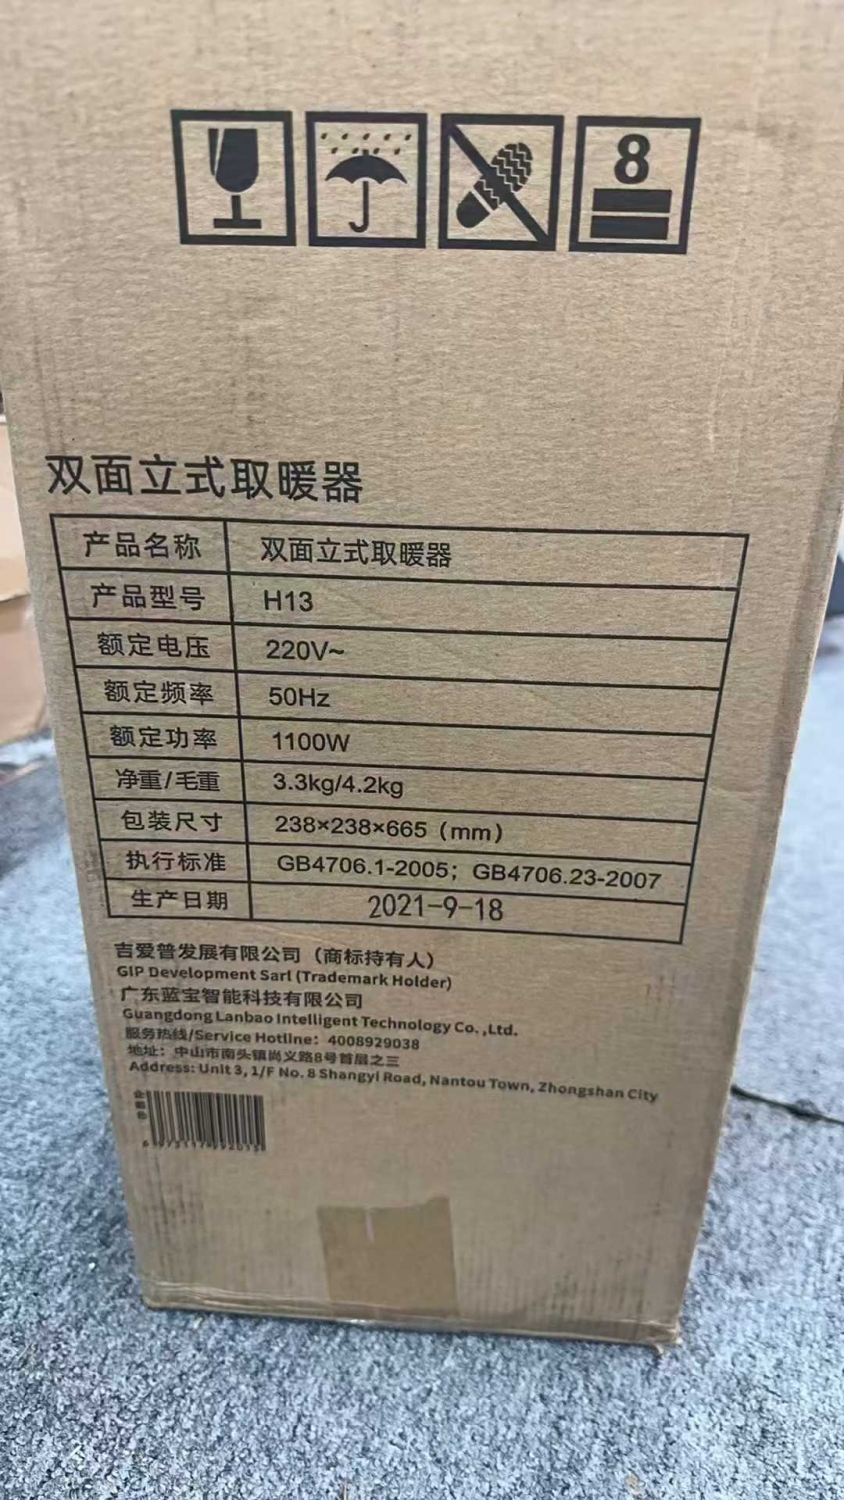 8
双面立式取暖器
产品名称 双面立式取暖器
产品型号 H13
额定电压 220V~
额定频率 50Hz
额定功率 1100W
净重/毛重 3.3kg/4.2kg
包装尺寸 238×238×665（mm）
执行标准 GB4706.1-2005；GB4706.23-2007
生产日期 2021-9-18
吉爱普发展有限公司（商标持有人）
GIP Development Sarl (Trademark Holder)
广东蓝宝智能科技有限公司
Guangdong Lanbao Intelligent Technology Co.,Ltd.
服务热线/Service Hotline：4008929038
地址：中山市南头镇尚义路8号首层之三
Address: Unit 3, 1/F No. 8 Shangyi Road, Nantou Town, Zhongshan City